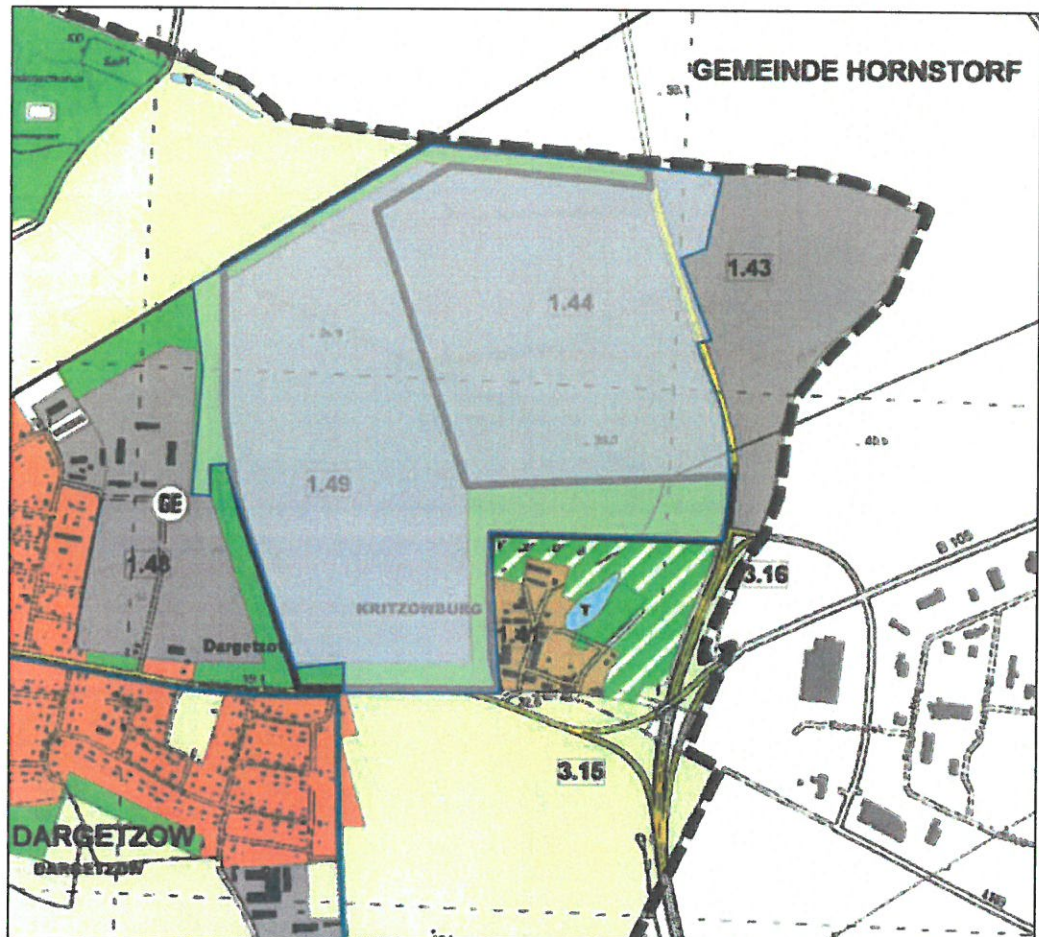 GEMEINDE HORNSTORF
T
1.43
1.44
1.49
GE
1.48
B 105
3.16
KRITZOWBURG
T
Dargetzow
3.15
DARGETZOW
DARGETZOW